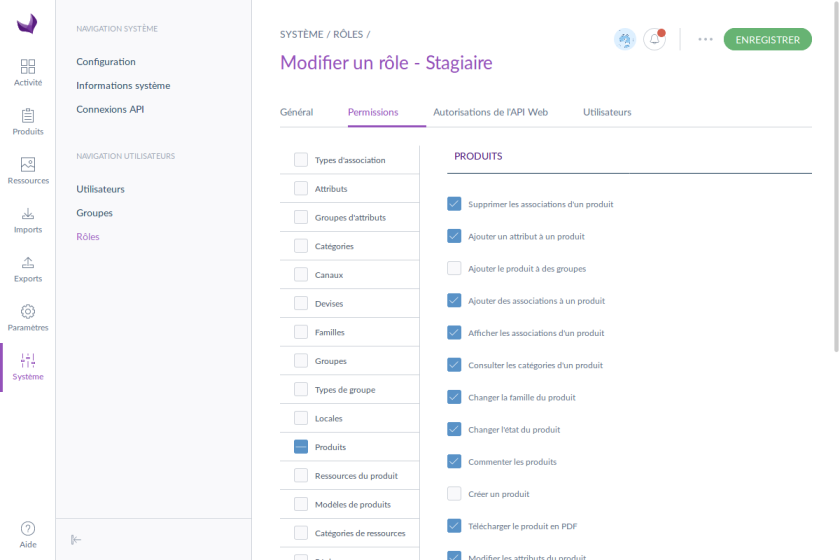 Activité
Produits
Ressources
Imports
Exports
Paramètres
Système
Aide
NAVIGATION SYSTÈME
Configuration
Informations système
Connexions API
NAVIGATION UTILISATEURS
Utilisateurs
Groupes
Rôles
SYSTÈME / RÔLES /
ENREGISTRER
Modifier un rôle - Stagiaire
Général Permissions Autorisations de l'API Web Utilisateurs
Types d'association
Attributs
Groupes d'attributs
Catégories
Canaux
Devises
Familles
Groupes
Types de groupe
Locales
Produits
Ressources du produit
Modèles de produits
Catégories de ressources
PRODUITS
Supprimer les associations d'un produit
Ajouter un attribut à un produit
Ajouter le produit à des groupes
Ajouter des associations à un produit
Afficher les associations d'un produit
Consulter les catégories d'un produit
Changer la famille du produit
Changer l'état du produit
Commenter les produits
Créer un produit
Télécharger le produit en PDF
Modifier les attributs du produit